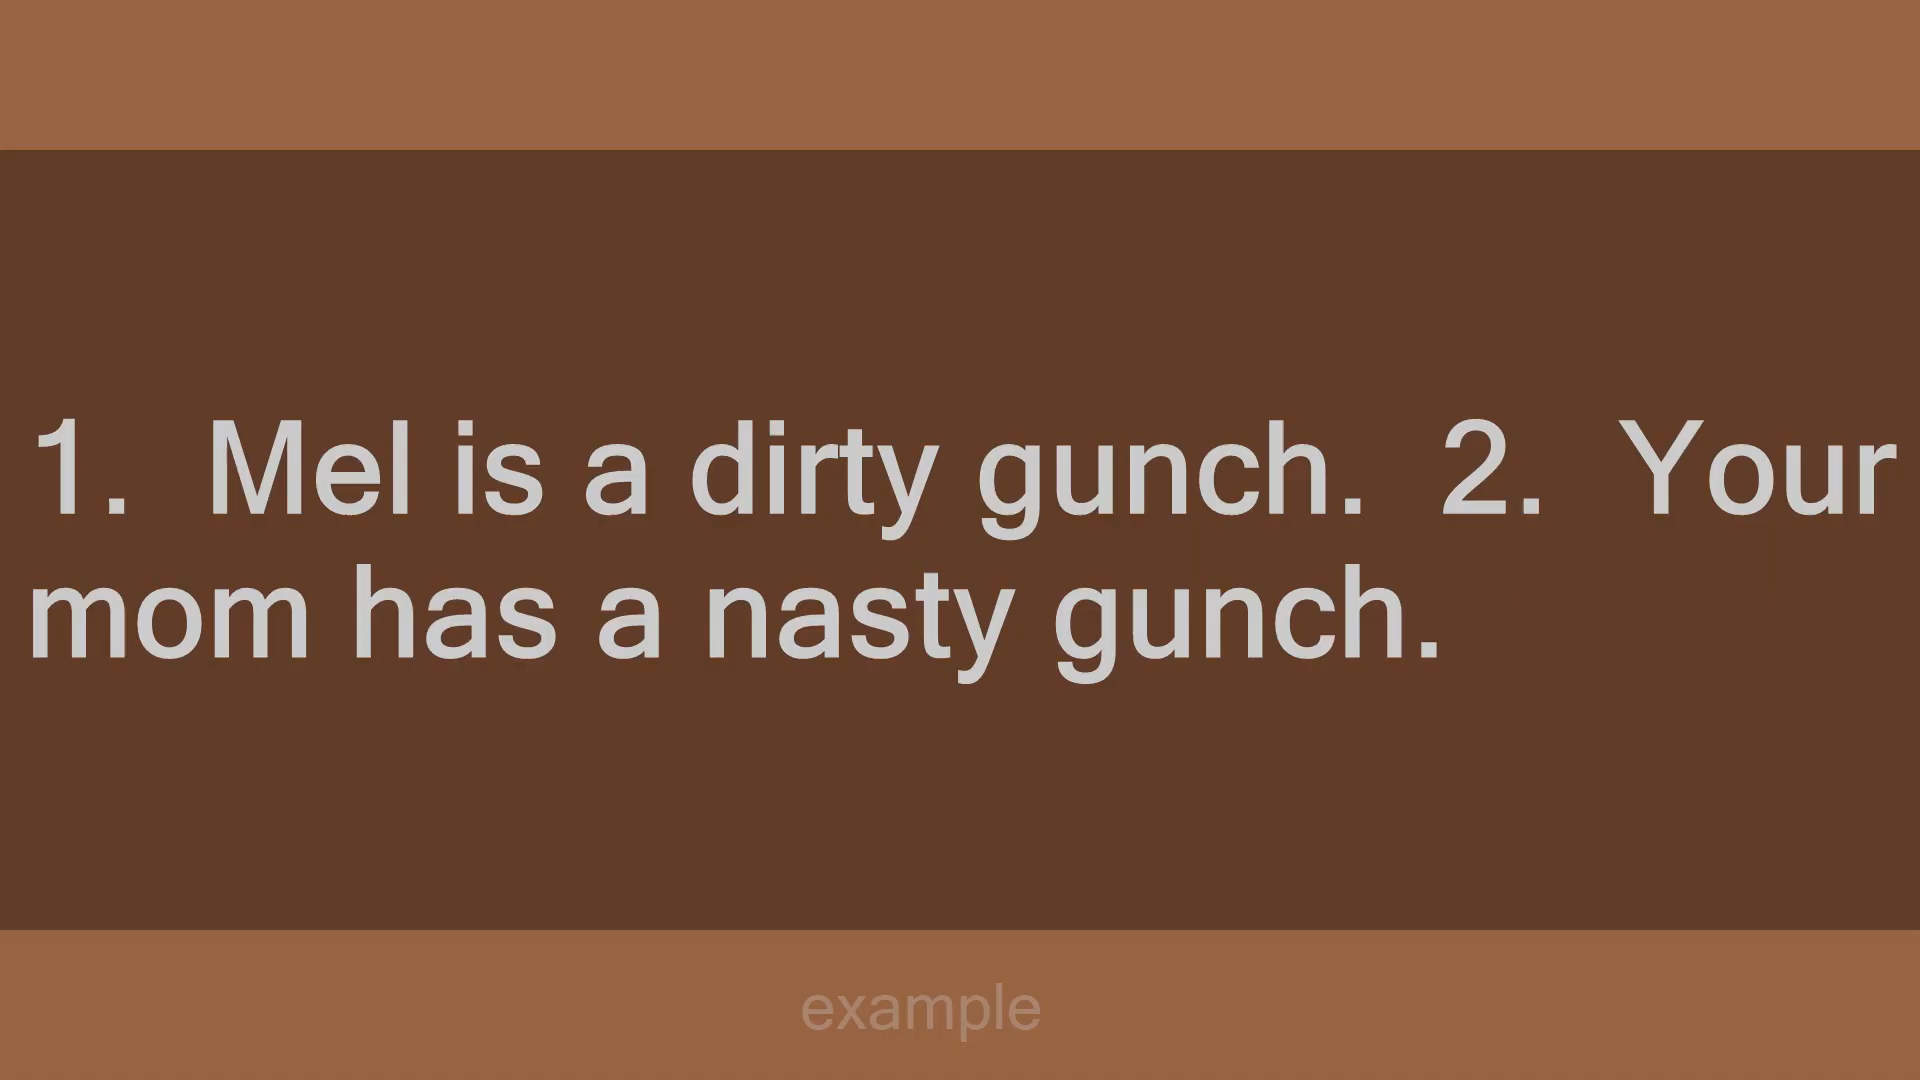 1.  Mel is a dirty gunch.  2.  Your
mom has a nasty gunch.
example